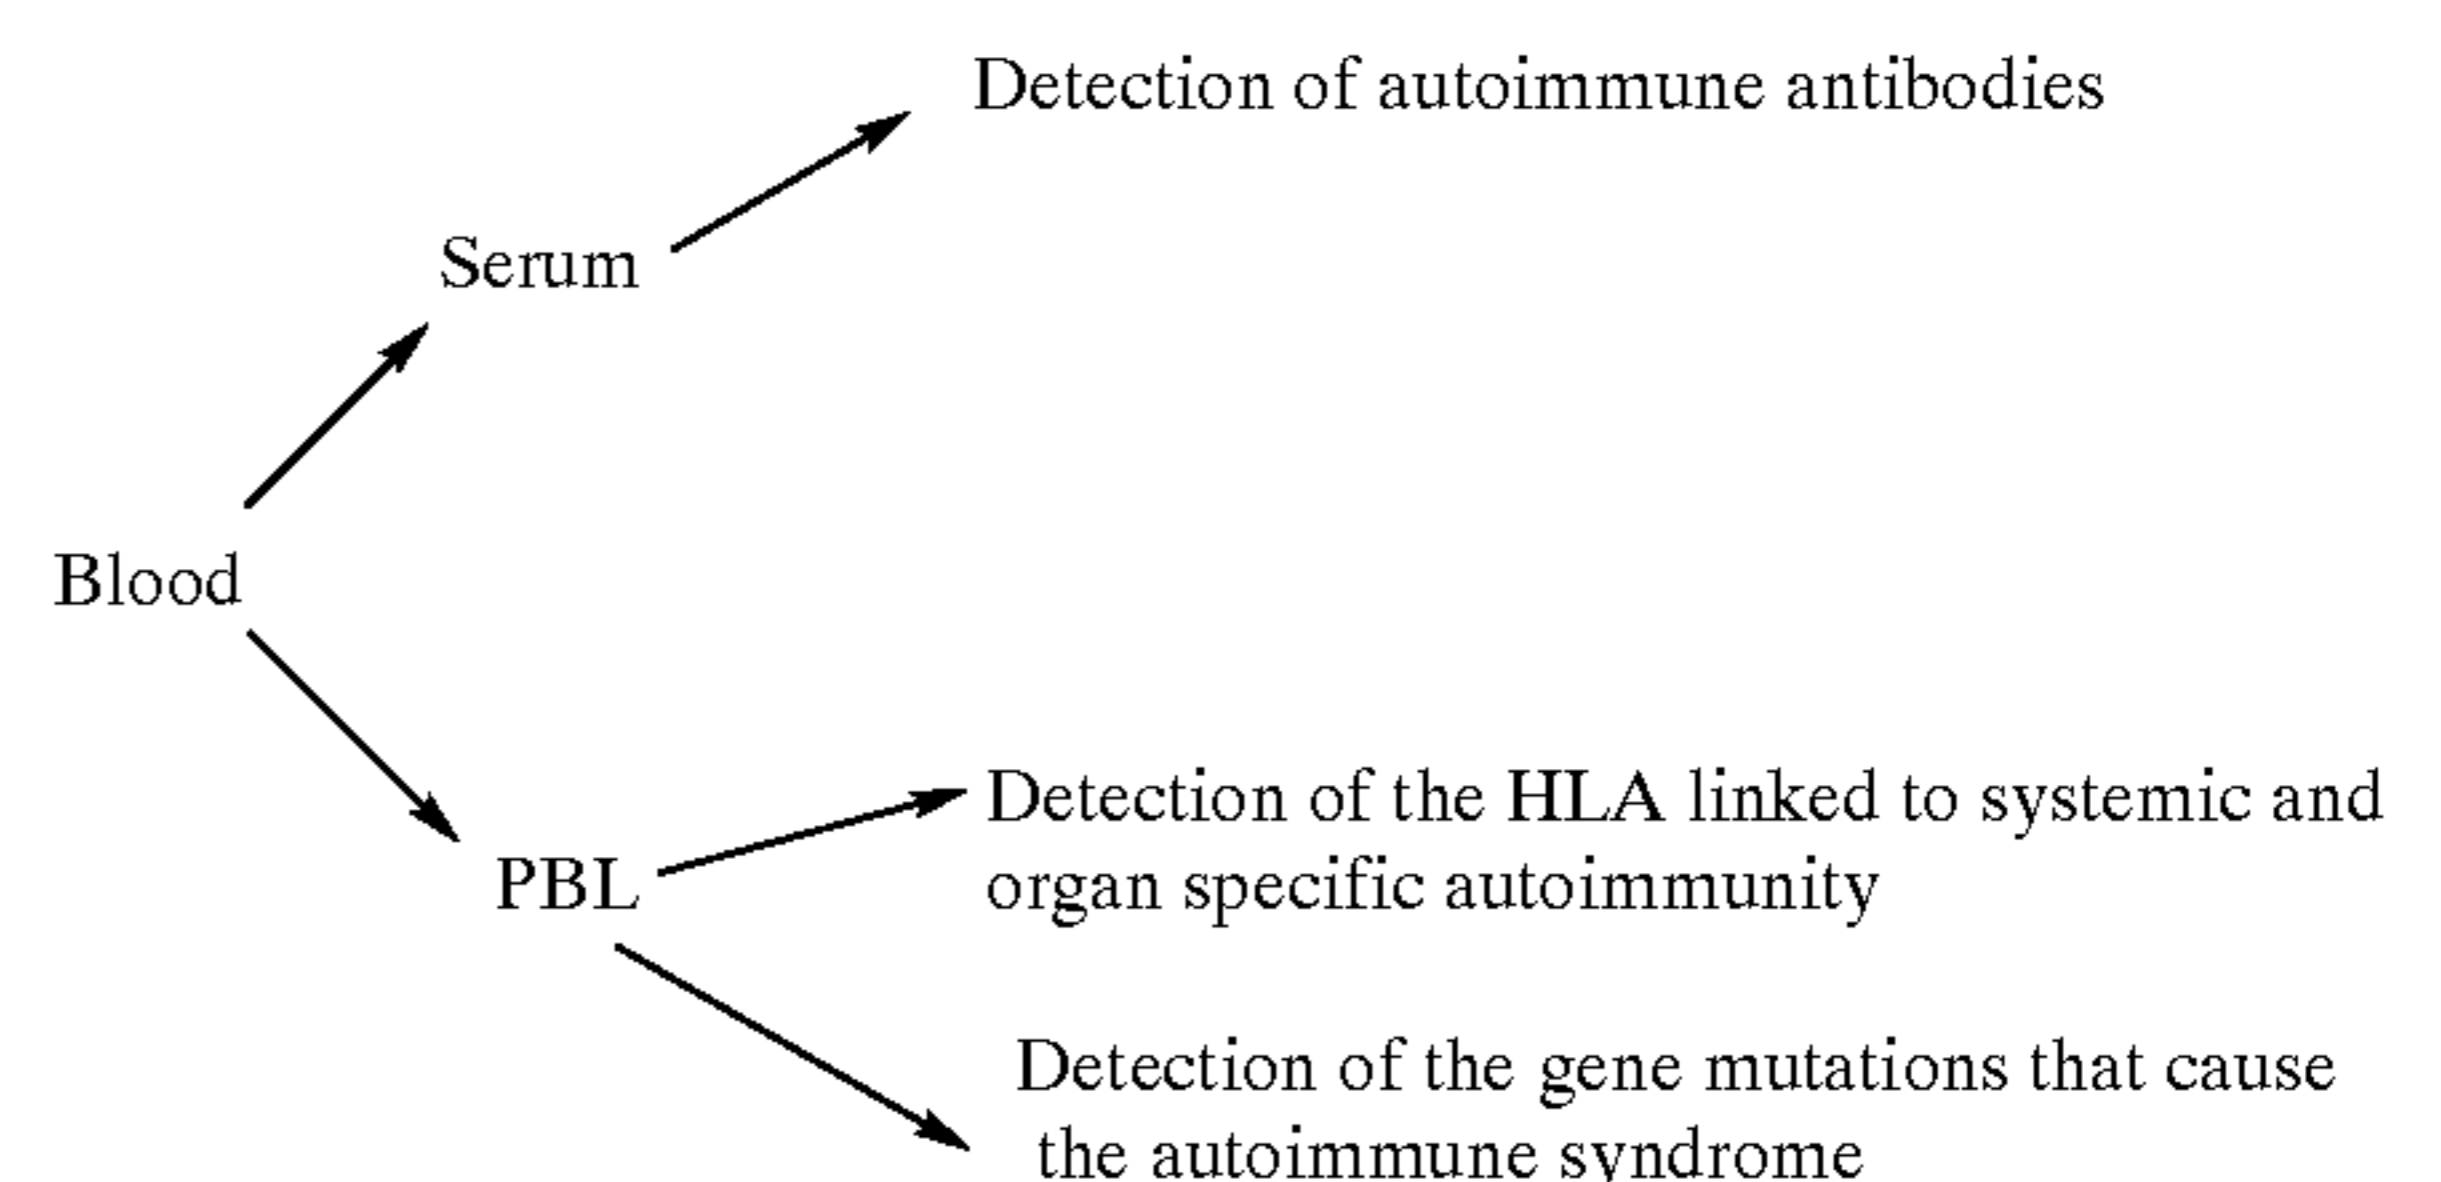 Detection of autoimmune antibodies
Serum
Blood
PBL
Detection of the HLA linked to systemic and
organ specific autoimmunity
Detection of the gene mutations that cause
the autoimmune syndrome